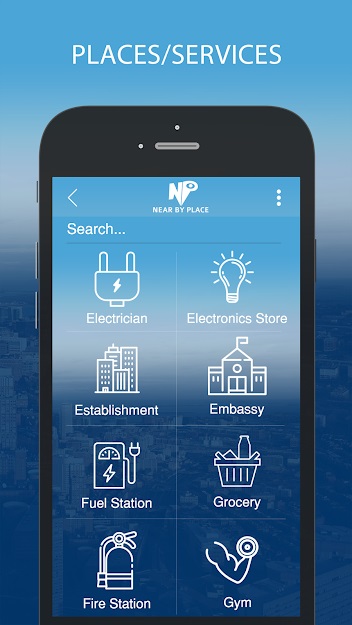 PLACES/SERVICES
NP
NEAR BY PLACE
Search...
Electrician
Electronics Store
Establishment
Embassy
Fuel Station
Grocery
Fire Station
Gym